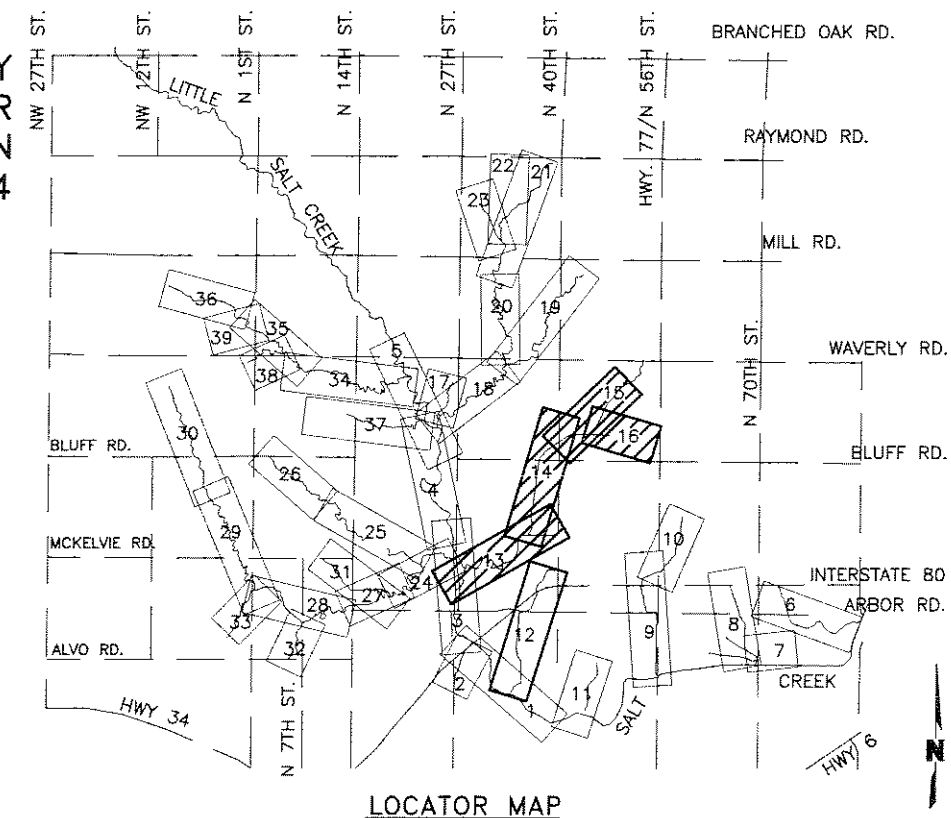 NW 27TH ST.
NW 12TH ST.
N 1ST ST.
N 14TH ST.
N 27TH ST.
N 40TH ST.
HWY. 77/N 56TH ST.
BRANCHED OAK RD.
Y
R
N
4
LITTLE
SALT
CREEK
RAYMOND RD.
22
21
23
MILL RD.
36
35
39
38
34
5
17
18
20
19
N 70TH ST.
WAVERLY RD.
37
15
16
14
BLUFF RD.
BLUFF RD.
30
26
4
29
25
MCKELVIE RD.
31
24
13
10
INTERSTATE 80
ARBOR RD.
27
28
33
32
3
12
9
8
6
7
ALVO RD.
2
1
11
SALT
CREEK
HWY 34
N 7TH ST.
HWY 6
N
LOCATOR MAP